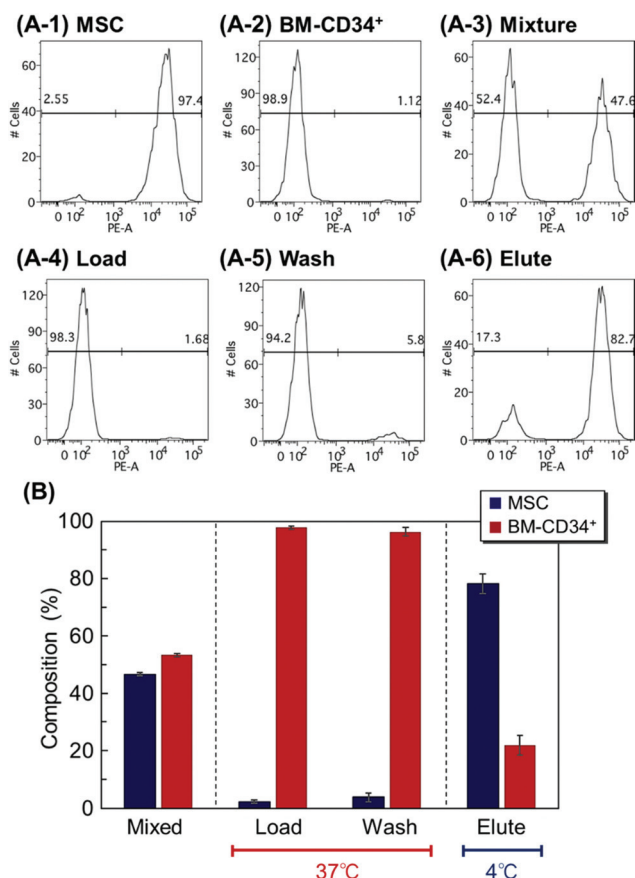 (A-1) MSC
60
40
20
0
# Cells
2.55
97.4
0 10² 10³ 10⁴ 10⁵
PE-A
(A-2) BM-CD34⁺
120
90
60
30
0
# Cells
98.9
1.12
0 10² 10³ 10⁴ 10⁵
PE-A
(A-3) Mixture
60
40
20
0
# Cells
52.4
47.6
0 10² 10³ 10⁴ 10⁵
PE-A
(A-4) Load
120
90
60
30
0
# Cells
98.3
1.68
0 10² 10³ 10⁴ 10⁵
PE-A
(A-5) Wash
120
90
60
30
0
# Cells
94.2
5.8
0 10² 10³ 10⁴ 10⁵
PE-A
(A-6) Elute
60
40
20
0
# Cells
17.3
82.7
0 10² 10³ 10⁴ 10⁵
PE-A
(B)
MSC
BM-CD34⁺
Composition (%)
100
80
60
40
20
0
Mixed Load Wash Elute
37℃ 4℃